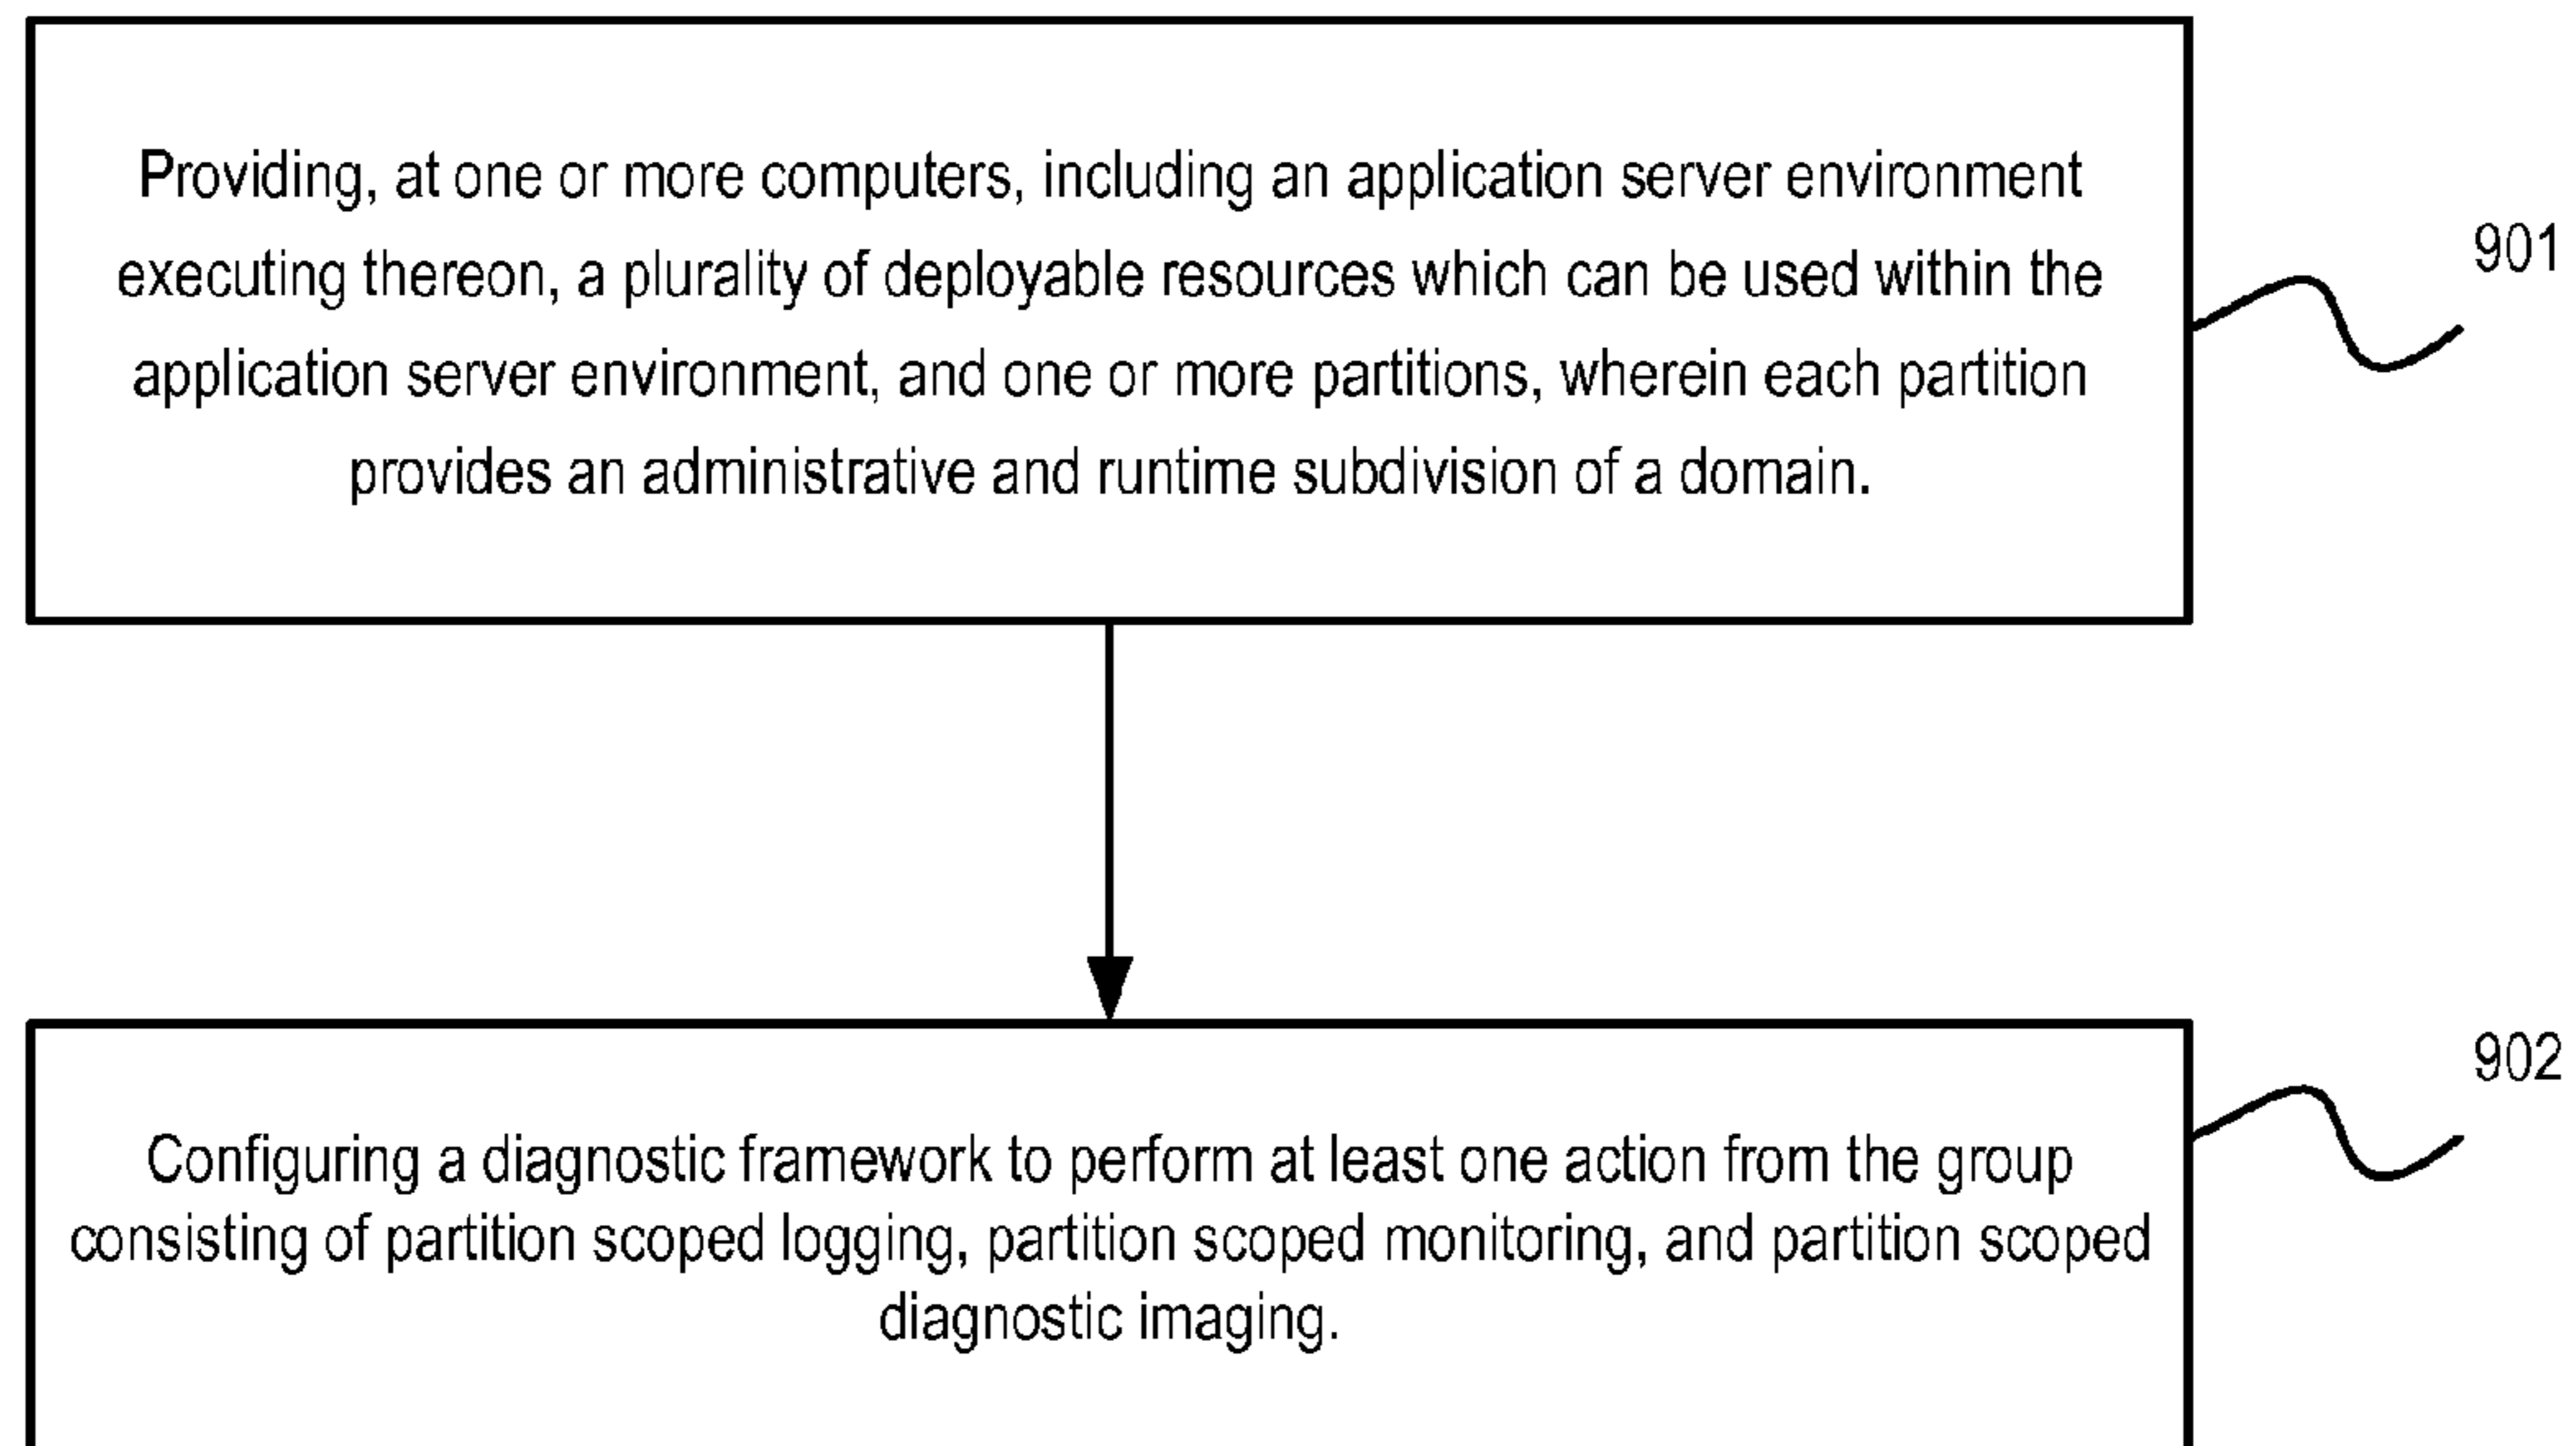 Providing, at one or more computers, including an application server environment
executing thereon, a plurality of deployable resources which can be used within the
application server environment, and one or more partitions, wherein each partition
provides an administrative and runtime subdivision of a domain.
901
Configuring a diagnostic framework to perform at least one action from the group
consisting of partition scoped logging, partition scoped monitoring, and partition scoped
diagnostic imaging.
902